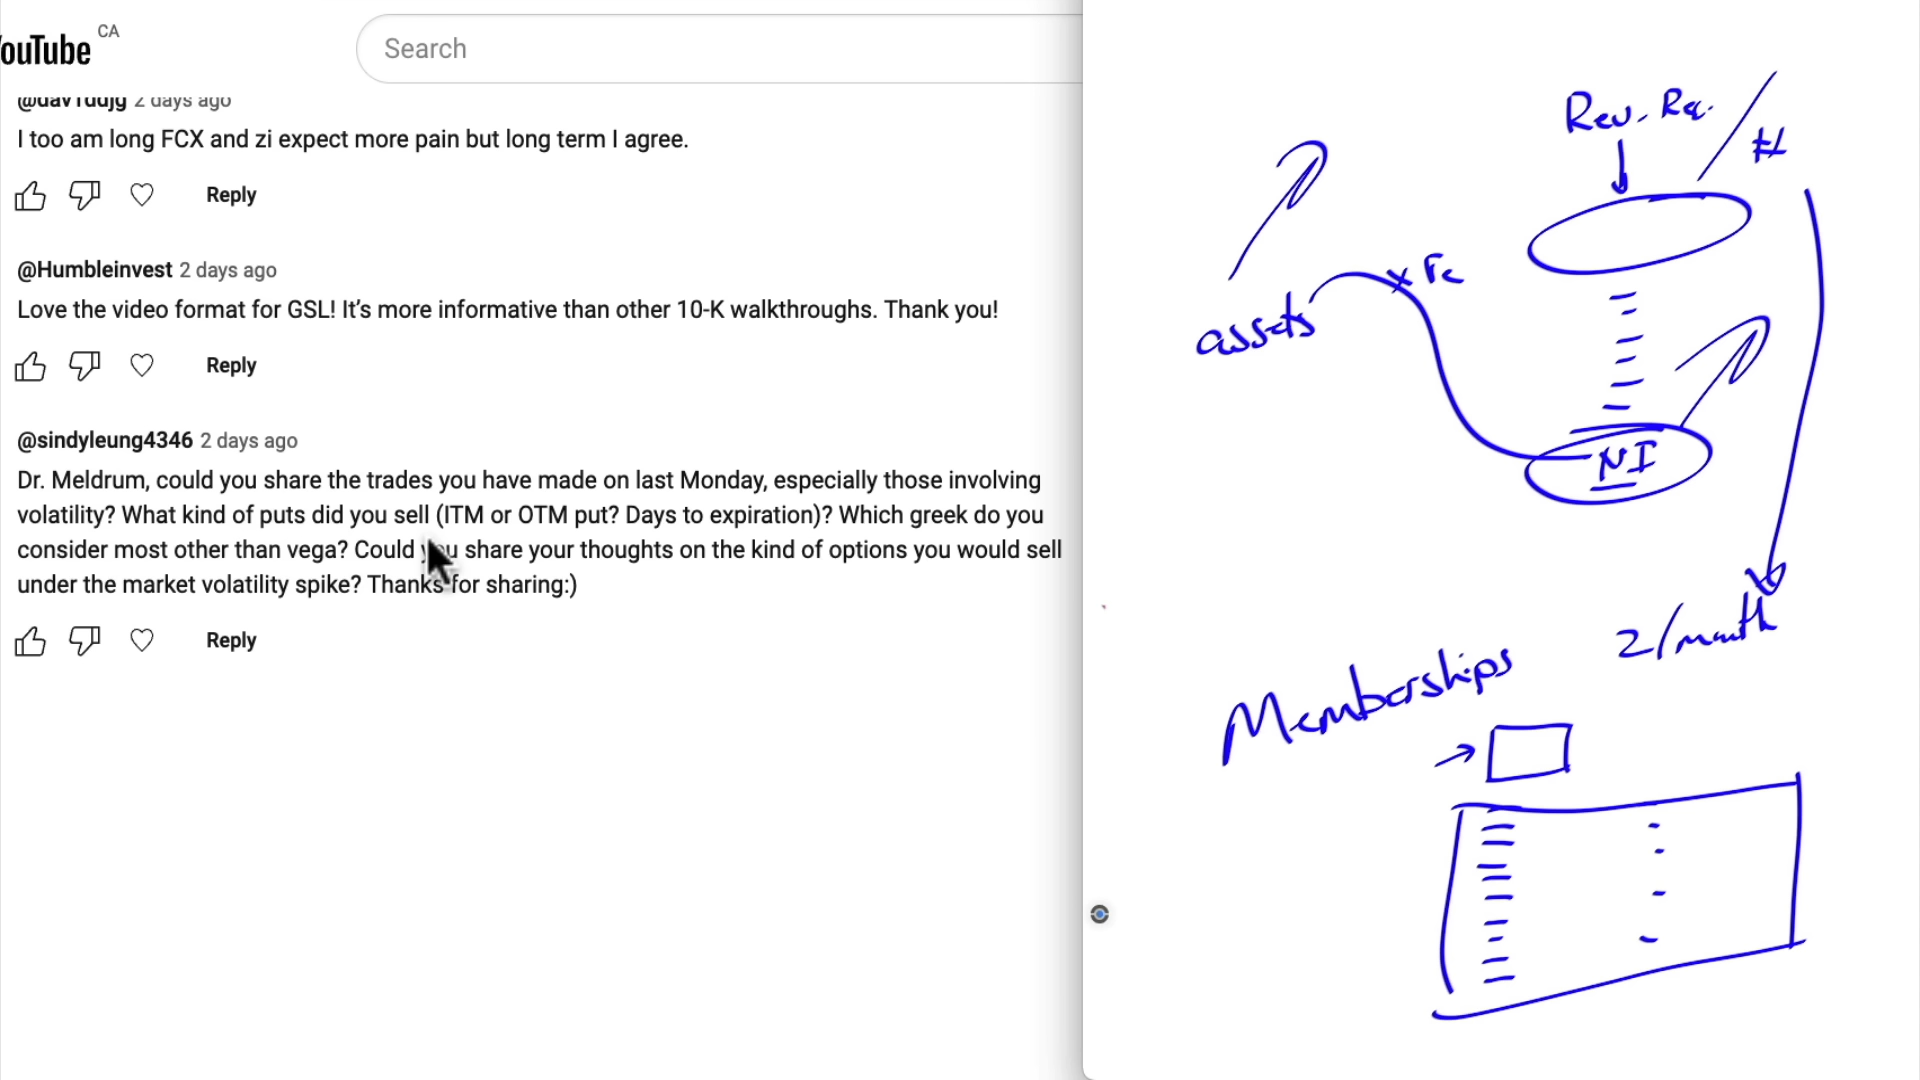 YouTube CA
Search
2 days ago
I too am long FCX and zi expect more pain but long term I agree.
Reply
@Humbleinvest 2 days ago
Love the video format for GSL! It’s more informative than other 10-K walkthroughs. Thank you!
Reply
@sindyleung4346 2 days ago
Dr. Meldrum, could you share the trades you have made on last Monday, especially those involving
volatility? What kind of puts did you sell (ITM or OTM put? Days to expiration)? Which greek do you
consider most other than vega? Could you share your thoughts on the kind of options you would sell
under the market volatility spike? Thanks for sharing:)
Reply
Rev. Rec.
#
assets
NI
2/month
Memberships